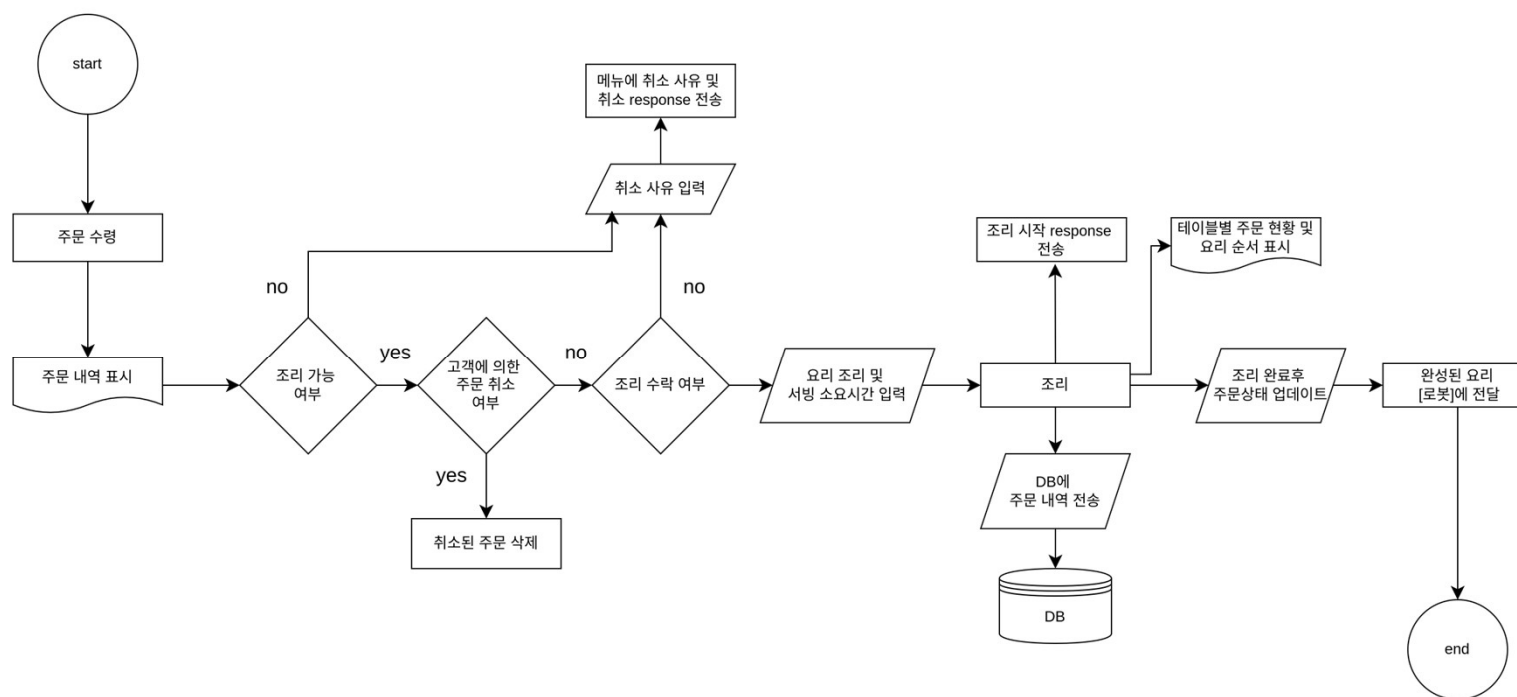 start
주문 수령
주문 내역 표시
no
조리 가능
여부
yes
고객에 의한
주문 취소
여부
yes
취소된 주문 삭제
no
조리 수락 여부
no
취소 사유 입력
메뉴에 취소 사유 및
취소 response 전송
요리 조리 및
서빙 소요시간 입력
조리
조리 시작 response
전송
테이블별 주문 현황 및
요리 순서 표시
DB에
주문 내역 전송
DB
조리 완료후
주문상태 업데이트
완성된 요리
[로봇]에 전달
end